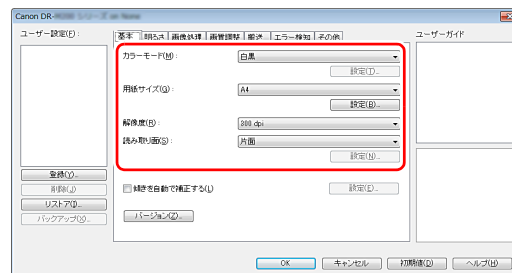 Canon DR- on None
ユーザー設定(F):
登録(Y)...
削除(J)
リストア(T)...
バックアップ(X)...
基本 明るさ 画像処理 画質調整 搬送 エラー検知 その他
カラーモード(M): 白黒
設定(T)...
用紙サイズ(Q): A4
設定(B)...
解像度(R): 300 dpi
読み取り面(S): 片面
設定(N)...
傾きを自動で補正する(L) 設定(E)...
バージョン(Z)...
ユーザーガイド
OK キャンセル 初期値(D) ヘルプ(H)